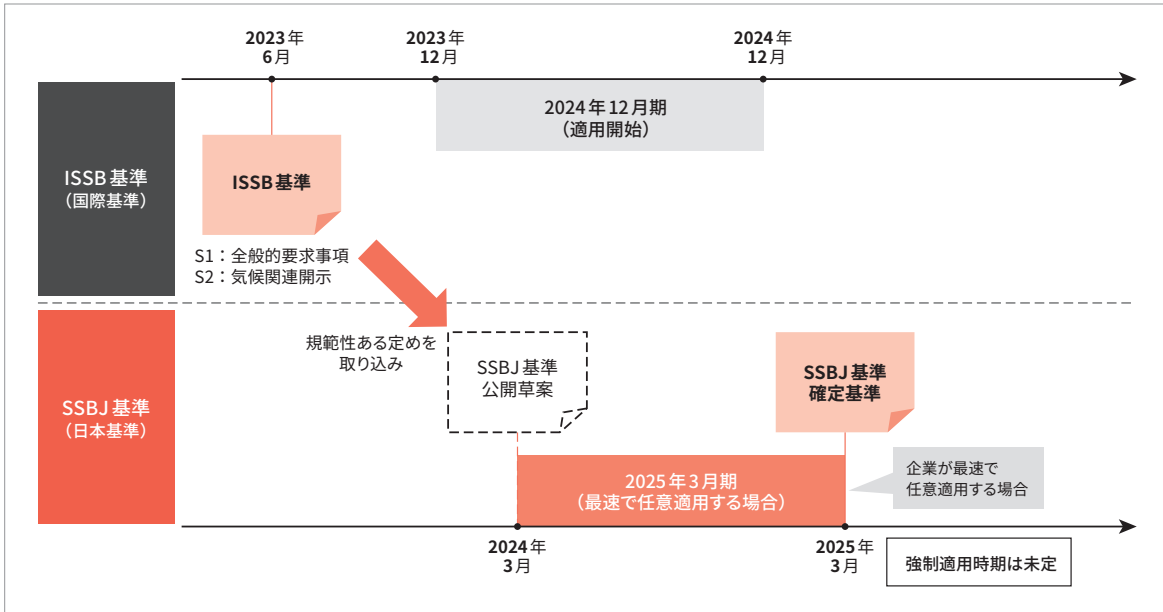 2023年
6月
2023年
12月
2024年
12月
2024年12月期
（適用開始）
ISSB基準
（国際基準）
ISSB基準
S1：全般的要求事項
S2：気候関連開示
規範性ある定めを
取り込み
SSBJ基準
公開草案
SSBJ基準
確定基準
SSBJ基準
（日本基準）
2025年3月期
（最速で任意適用する場合）
企業が最速で
任意適用する場合
2024年
3月
2025年
3月
強制適用時期は未定